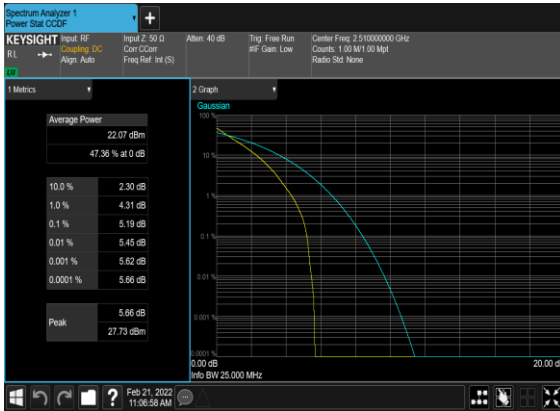 Spectrum Analyzer 1
Power Stat CCDF
KEYSIGHT
RL
LV
Input: RF
Coupling: DC
Align: Auto
Input Z: 50 Ω
Corr CCorr
Freq Ref: Int (S)
Atten: 40 dB
Trig: Free Run
#IF Gain: Low
Center Freq: 2.510000000 GHz
Counts: 1.00 M/1.00 Mpt
Radio Std: None
1 Metrics
Average Power
22.07 dBm
47.36 % at 0 dB
10.0 % 2.30 dB
1.0 % 4.31 dB
0.1 % 5.19 dB
0.01 % 5.45 dB
0.001 % 5.62 dB
0.0001 % 5.66 dB
Peak
5.66 dB
27.73 dBm
2 Graph
Gaussian
100 %
10 %
1 %
0.1 %
0.01 %
0.001 %
0.0001 %
0.00 dB
20.00 d
Info BW 25.000 MHz
?
Feb 21, 2022
11:06:58 AM